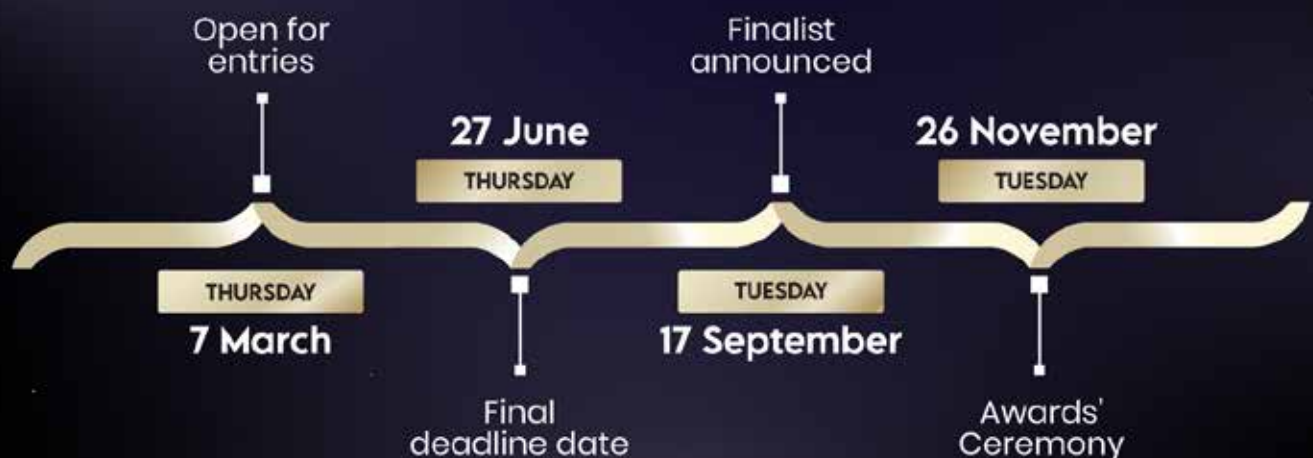 Open for
entries
THURSDAY
7 March
27 June
THURSDAY
Final
deadline date
Finalist
announced
TUESDAY
17 September
26 November
TUESDAY
Awards'
Ceremony